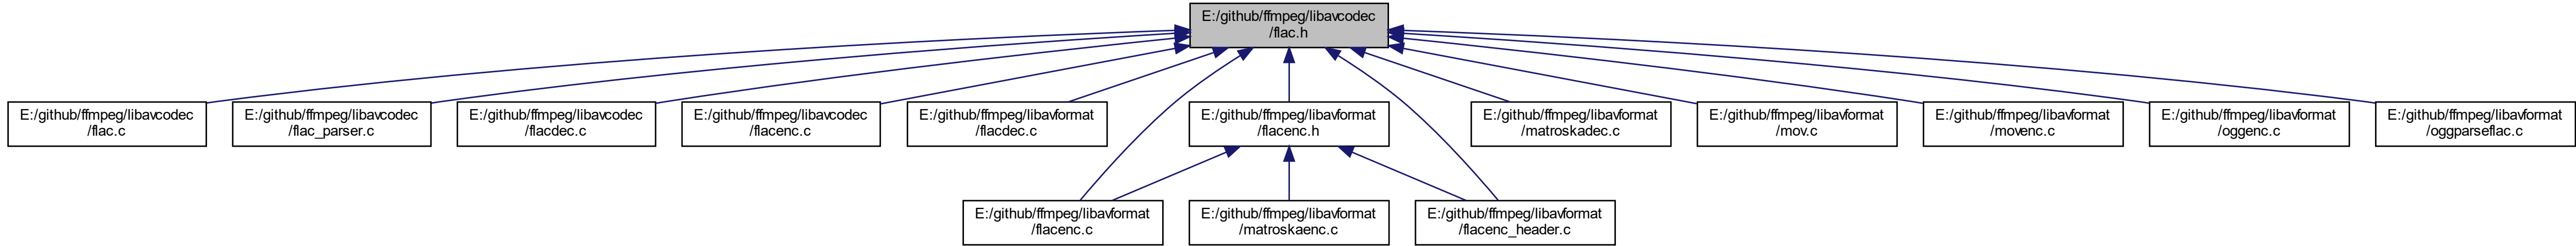 E:/github/ffmpeg/libavcodec
/flac.h
E:/github/ffmpeg/libavcodec
/flac.c
E:/github/ffmpeg/libavcodec
/flac_parser.c
E:/github/ffmpeg/libavcodec
/flacdec.c
E:/github/ffmpeg/libavcodec
/flacenc.c
E:/github/ffmpeg/libavformat
/flacdec.c
E:/github/ffmpeg/libavformat
/flacenc.h
E:/github/ffmpeg/libavformat
/matroskadec.c
E:/github/ffmpeg/libavformat
/mov.c
E:/github/ffmpeg/libavformat
/movenc.c
E:/github/ffmpeg/libavformat
/oggenc.c
E:/github/ffmpeg/libavformat
/oggparseflac.c
E:/github/ffmpeg/libavformat
/flacenc.c
E:/github/ffmpeg/libavformat
/matroskaenc.c
E:/github/ffmpeg/libavformat
/flacenc_header.c